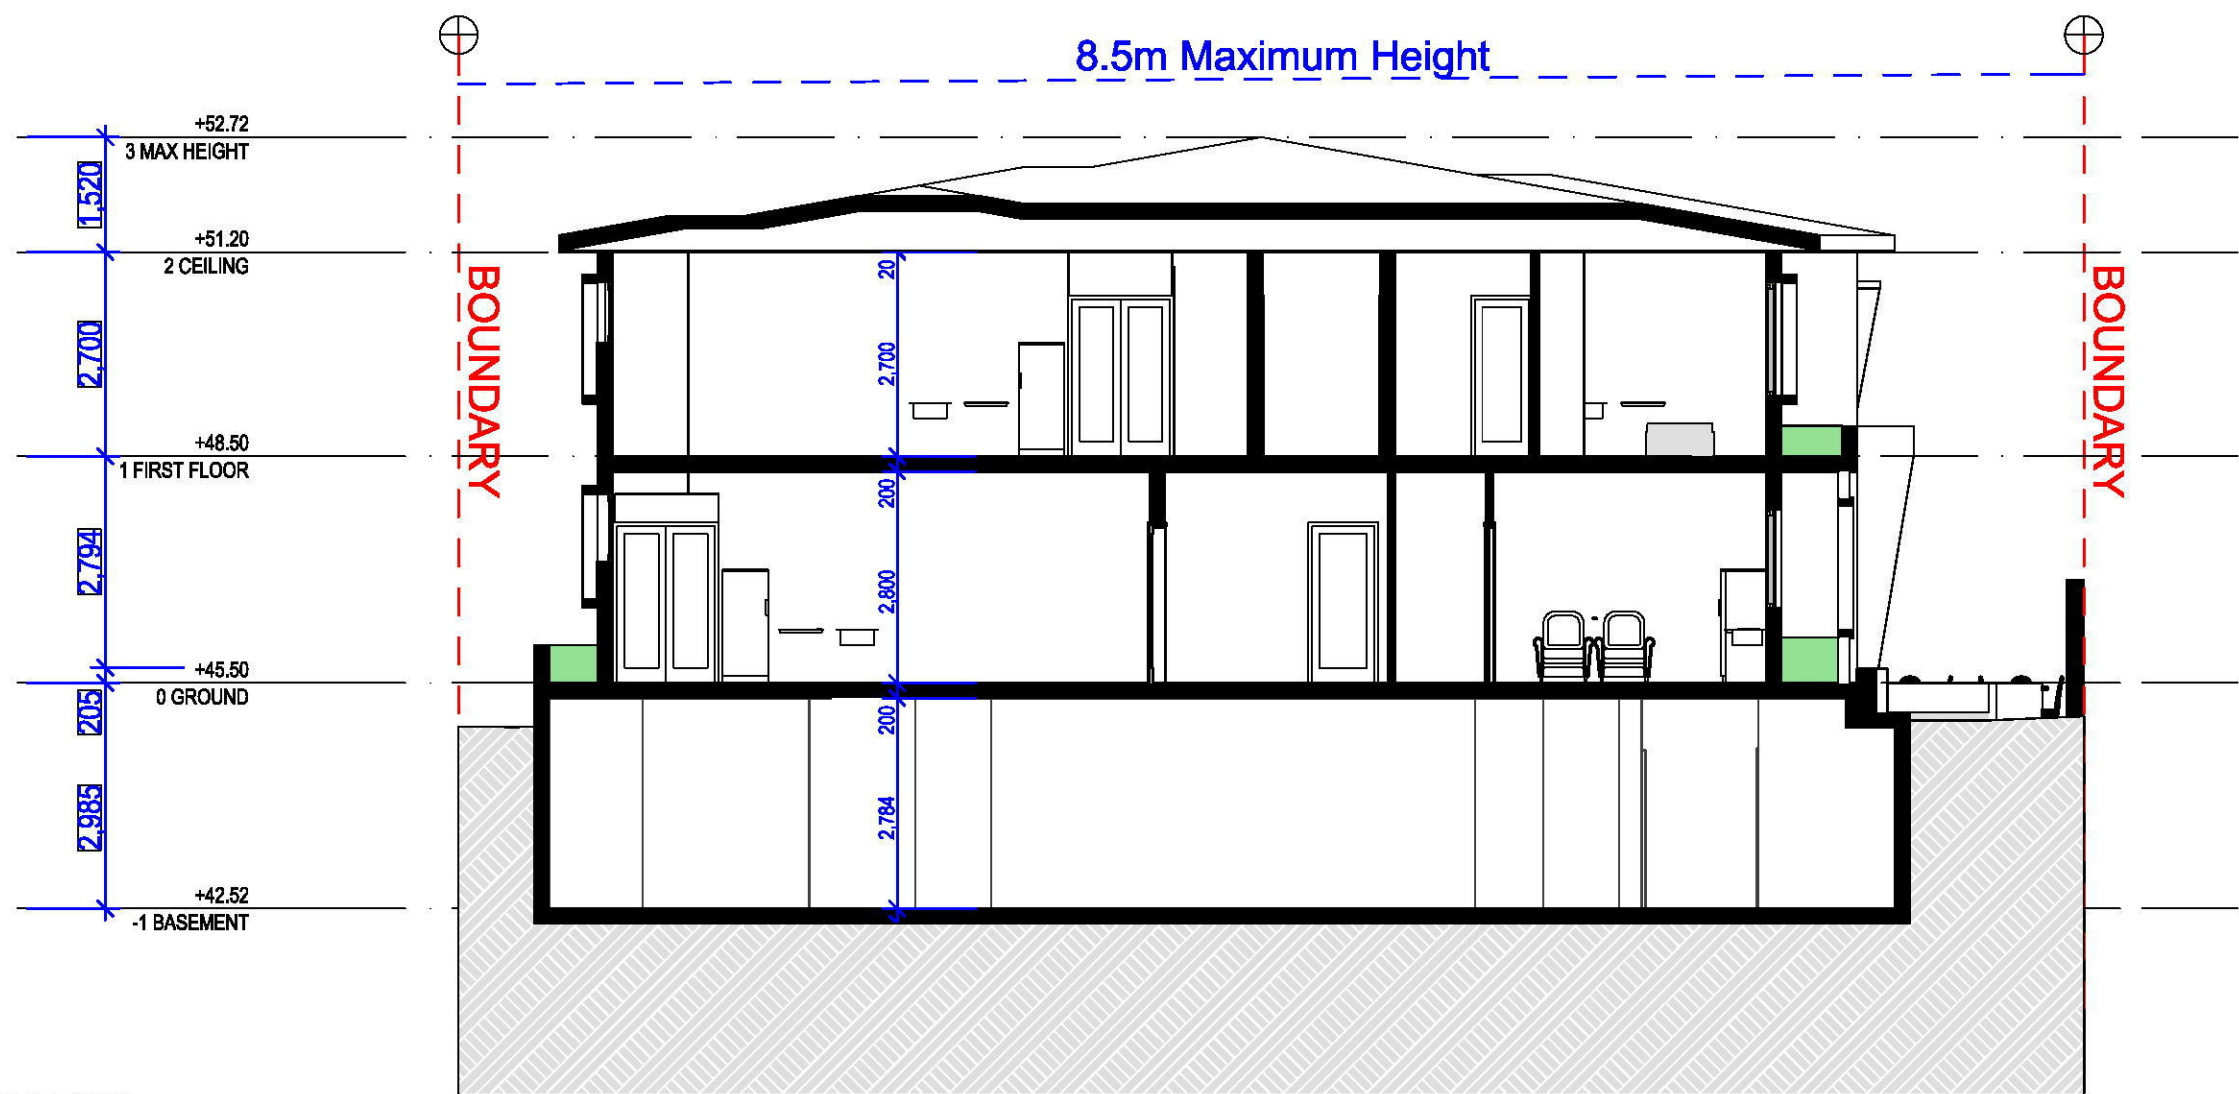 8.5m Maximum Height
+52.72
3 MAX HEIGHT
1,520
+51.20
2 CEILING
BOUNDARY
BOUNDARY
20
2,700
2,700
+48.50
1 FIRST FLOOR
200
2,794
2,800
+45.50
0 GROUND
205
200
2,985
2,784
+42.52
-1 BASEMENT